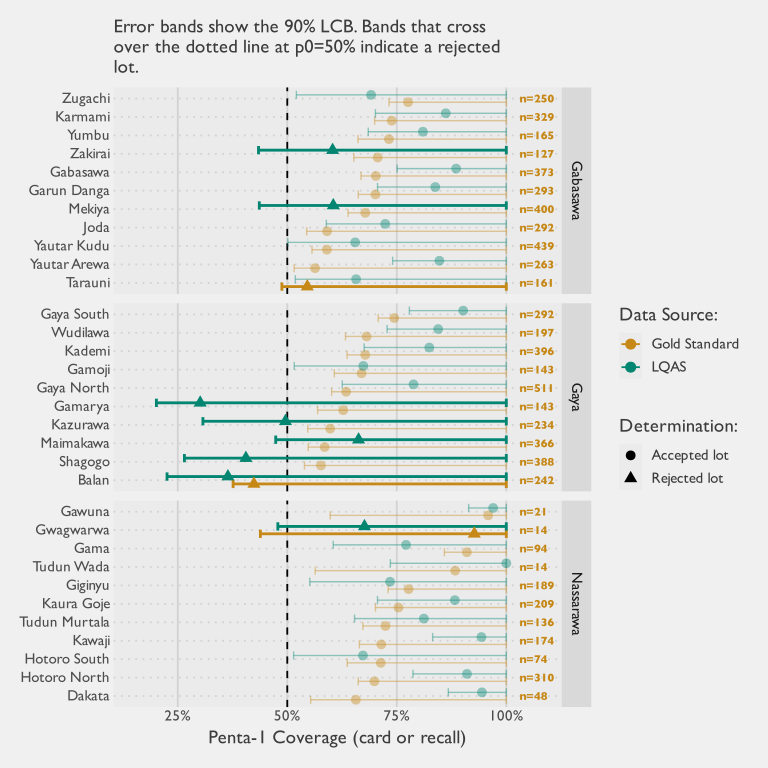 Error bands show the 90% LCB. Bands that cross
over the dotted line at p0=50% indicate a rejected
lot.
Zugachi n=250
Karmami n=329
Yumbu n=165
Zakirai n=127
Gabasawa n=373
Garun Danga n=293
Mekiya n=400
Joda n=292
Yautar Kudu n=439
Yautar Arewa n=263
Tarauni n=161
Gabasawa
Gaya South n=292
Wudilawa n=197
Kademi n=396
Gamoji n=143
Gaya North n=511
Gamarya n=143
Kazurawa n=234
Maimakawa n=366
Shagogo n=388
Balan n=242
Gaya
Gawuna n=21
Gwagwarwa n=14
Gama n=94
Tudun Wada n=14
Giginyu n=189
Kaura Goje n=209
Tudun Murtala n=136
Kawaji n=174
Hotoro South n=74
Hotoro North n=310
Dakata n=48
Nassarawa
25% 50% 75% 100%
Penta-1 Coverage (card or recall)
Data Source:
Gold Standard
LQAS
Determination:
Accepted lot
Rejected lot